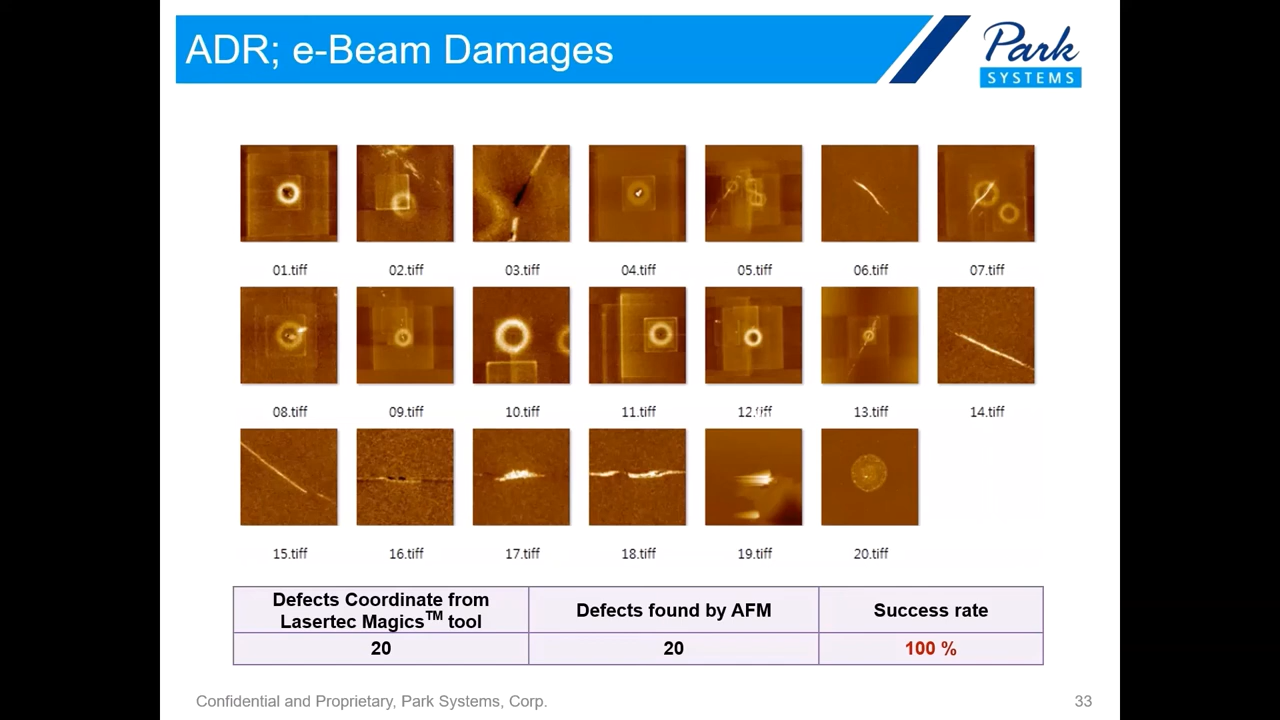 ADR; e-Beam Damages
Park
SYSTEMS
01.tiff 02.tiff 03.tiff 04.tiff 05.tiff 06.tiff 07.tiff
08.tiff 09.tiff 10.tiff 11.tiff 12.tiff 13.tiff 14.tiff
15.tiff 16.tiff 17.tiff 18.tiff 19.tiff 20.tiff
Defects Coordinate from
Lasertec Magics™ tool
Defects found by AFM
Success rate
20 20 100 %
Confidential and Proprietary, Park Systems, Corp.
33